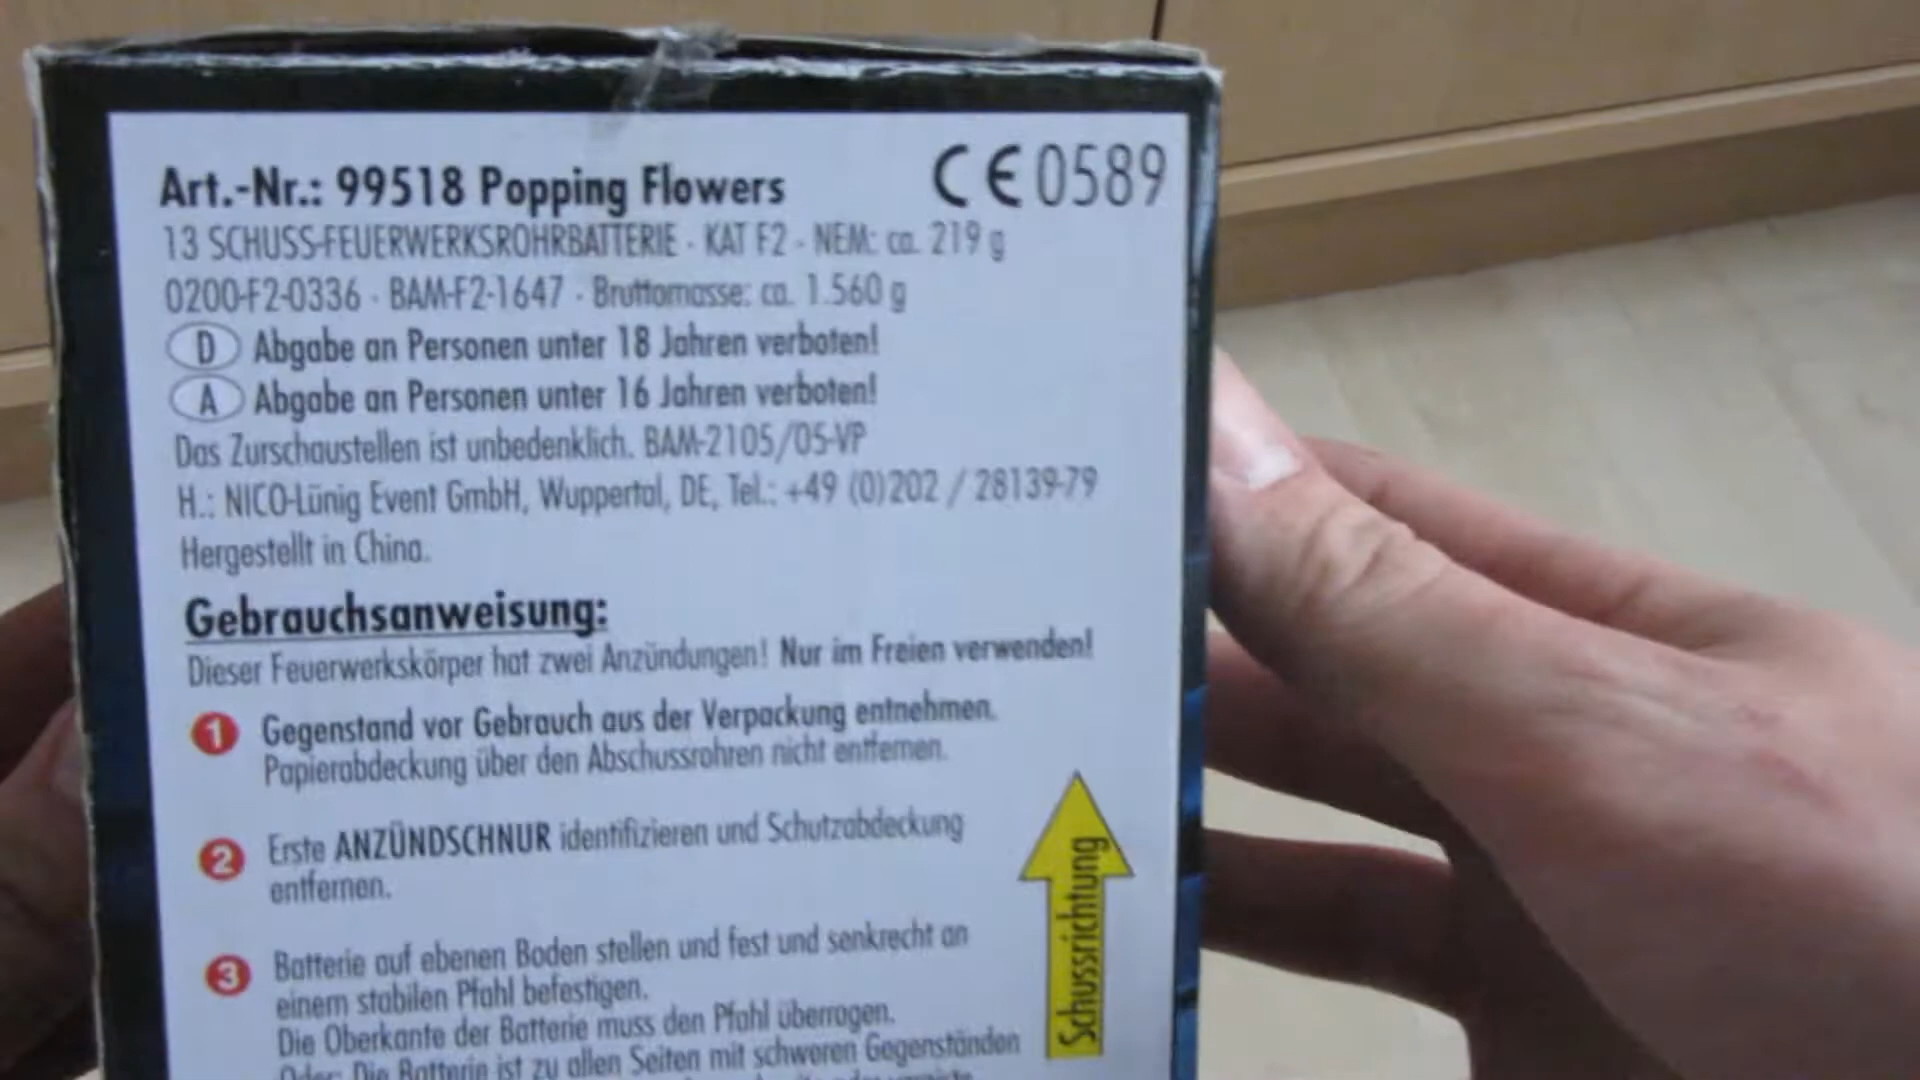 Art.-Nr.: 99518 Popping Flowers CE 0589
13 SCHUSS-FEUERWERKSROHRBATTERIE - KAT F2 - NEM: ca. 219 g
0200-F2-0336 - BAM-F2-1647 - Bruttomasse: ca. 1.560 g
D Abgabe an Personen unter 18 Jahren verboten!
A Abgabe an Personen unter 16 Jahren verboten!
Das Zurschaustellen ist unbedenklich. BAM-2105/05-VP
H.: NICO-Lünig Event GmbH, Wuppertal, DE, Tel.: +49 (0)202 / 28139-79
Hergestellt in China.
Gebrauchsanweisung:
Dieser Feuerwerkskörper hat zwei Anzündungen! Nur im Freien verwenden!
1 Gegenstand vor Gebrauch aus der Verpackung entnehmen.
Papierabdeckung über den Abschussrohren nicht entfernen.
2 Erste ANZÜNDSCHNUR identifizieren und Schutzabdeckung
entfernen.
3 Batterie auf ebenen Boden stellen und fest und senkrecht an
einem stabilen Pfahl befestigen.
Die Oberkante der Batterie muss den Pfahl überragen.
Oder: Die Batterie ist zu allen Seiten mit schweren Gegenständen
Schussrichtung